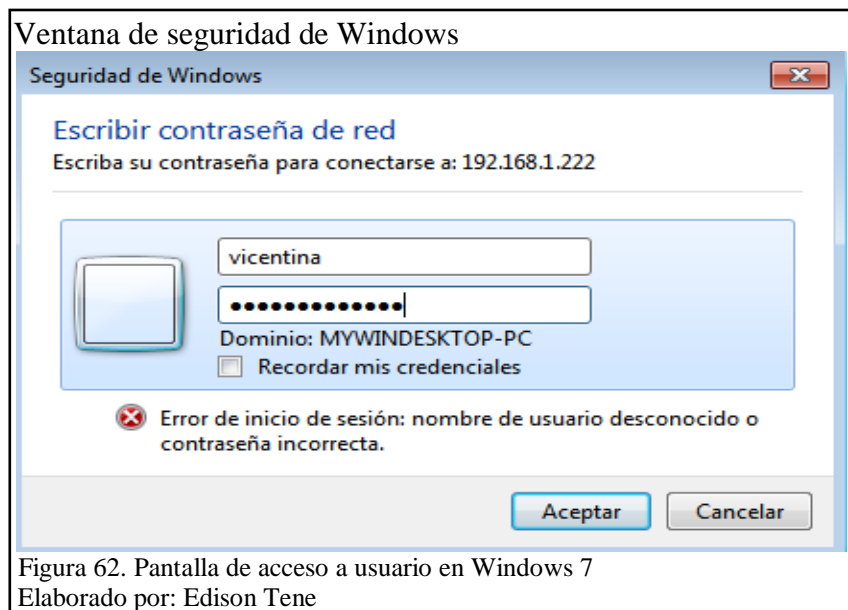 Ventana de seguridad de Windows
Seguridad de Windows
Escribir contraseña de red
Escriba su contraseña para conectarse a: 192.168.1.222
vicentina
●●●●●●●●●●●●●
Dominio: MYWINDESKTOP-PC
Recordar mis credenciales
Error de inicio de sesión: nombre de usuario desconocido o
contraseña incorrecta.
Aceptar
Cancelar
Figura 62. Pantalla de acceso a usuario en Windows 7
Elaborado por: Edison Tene